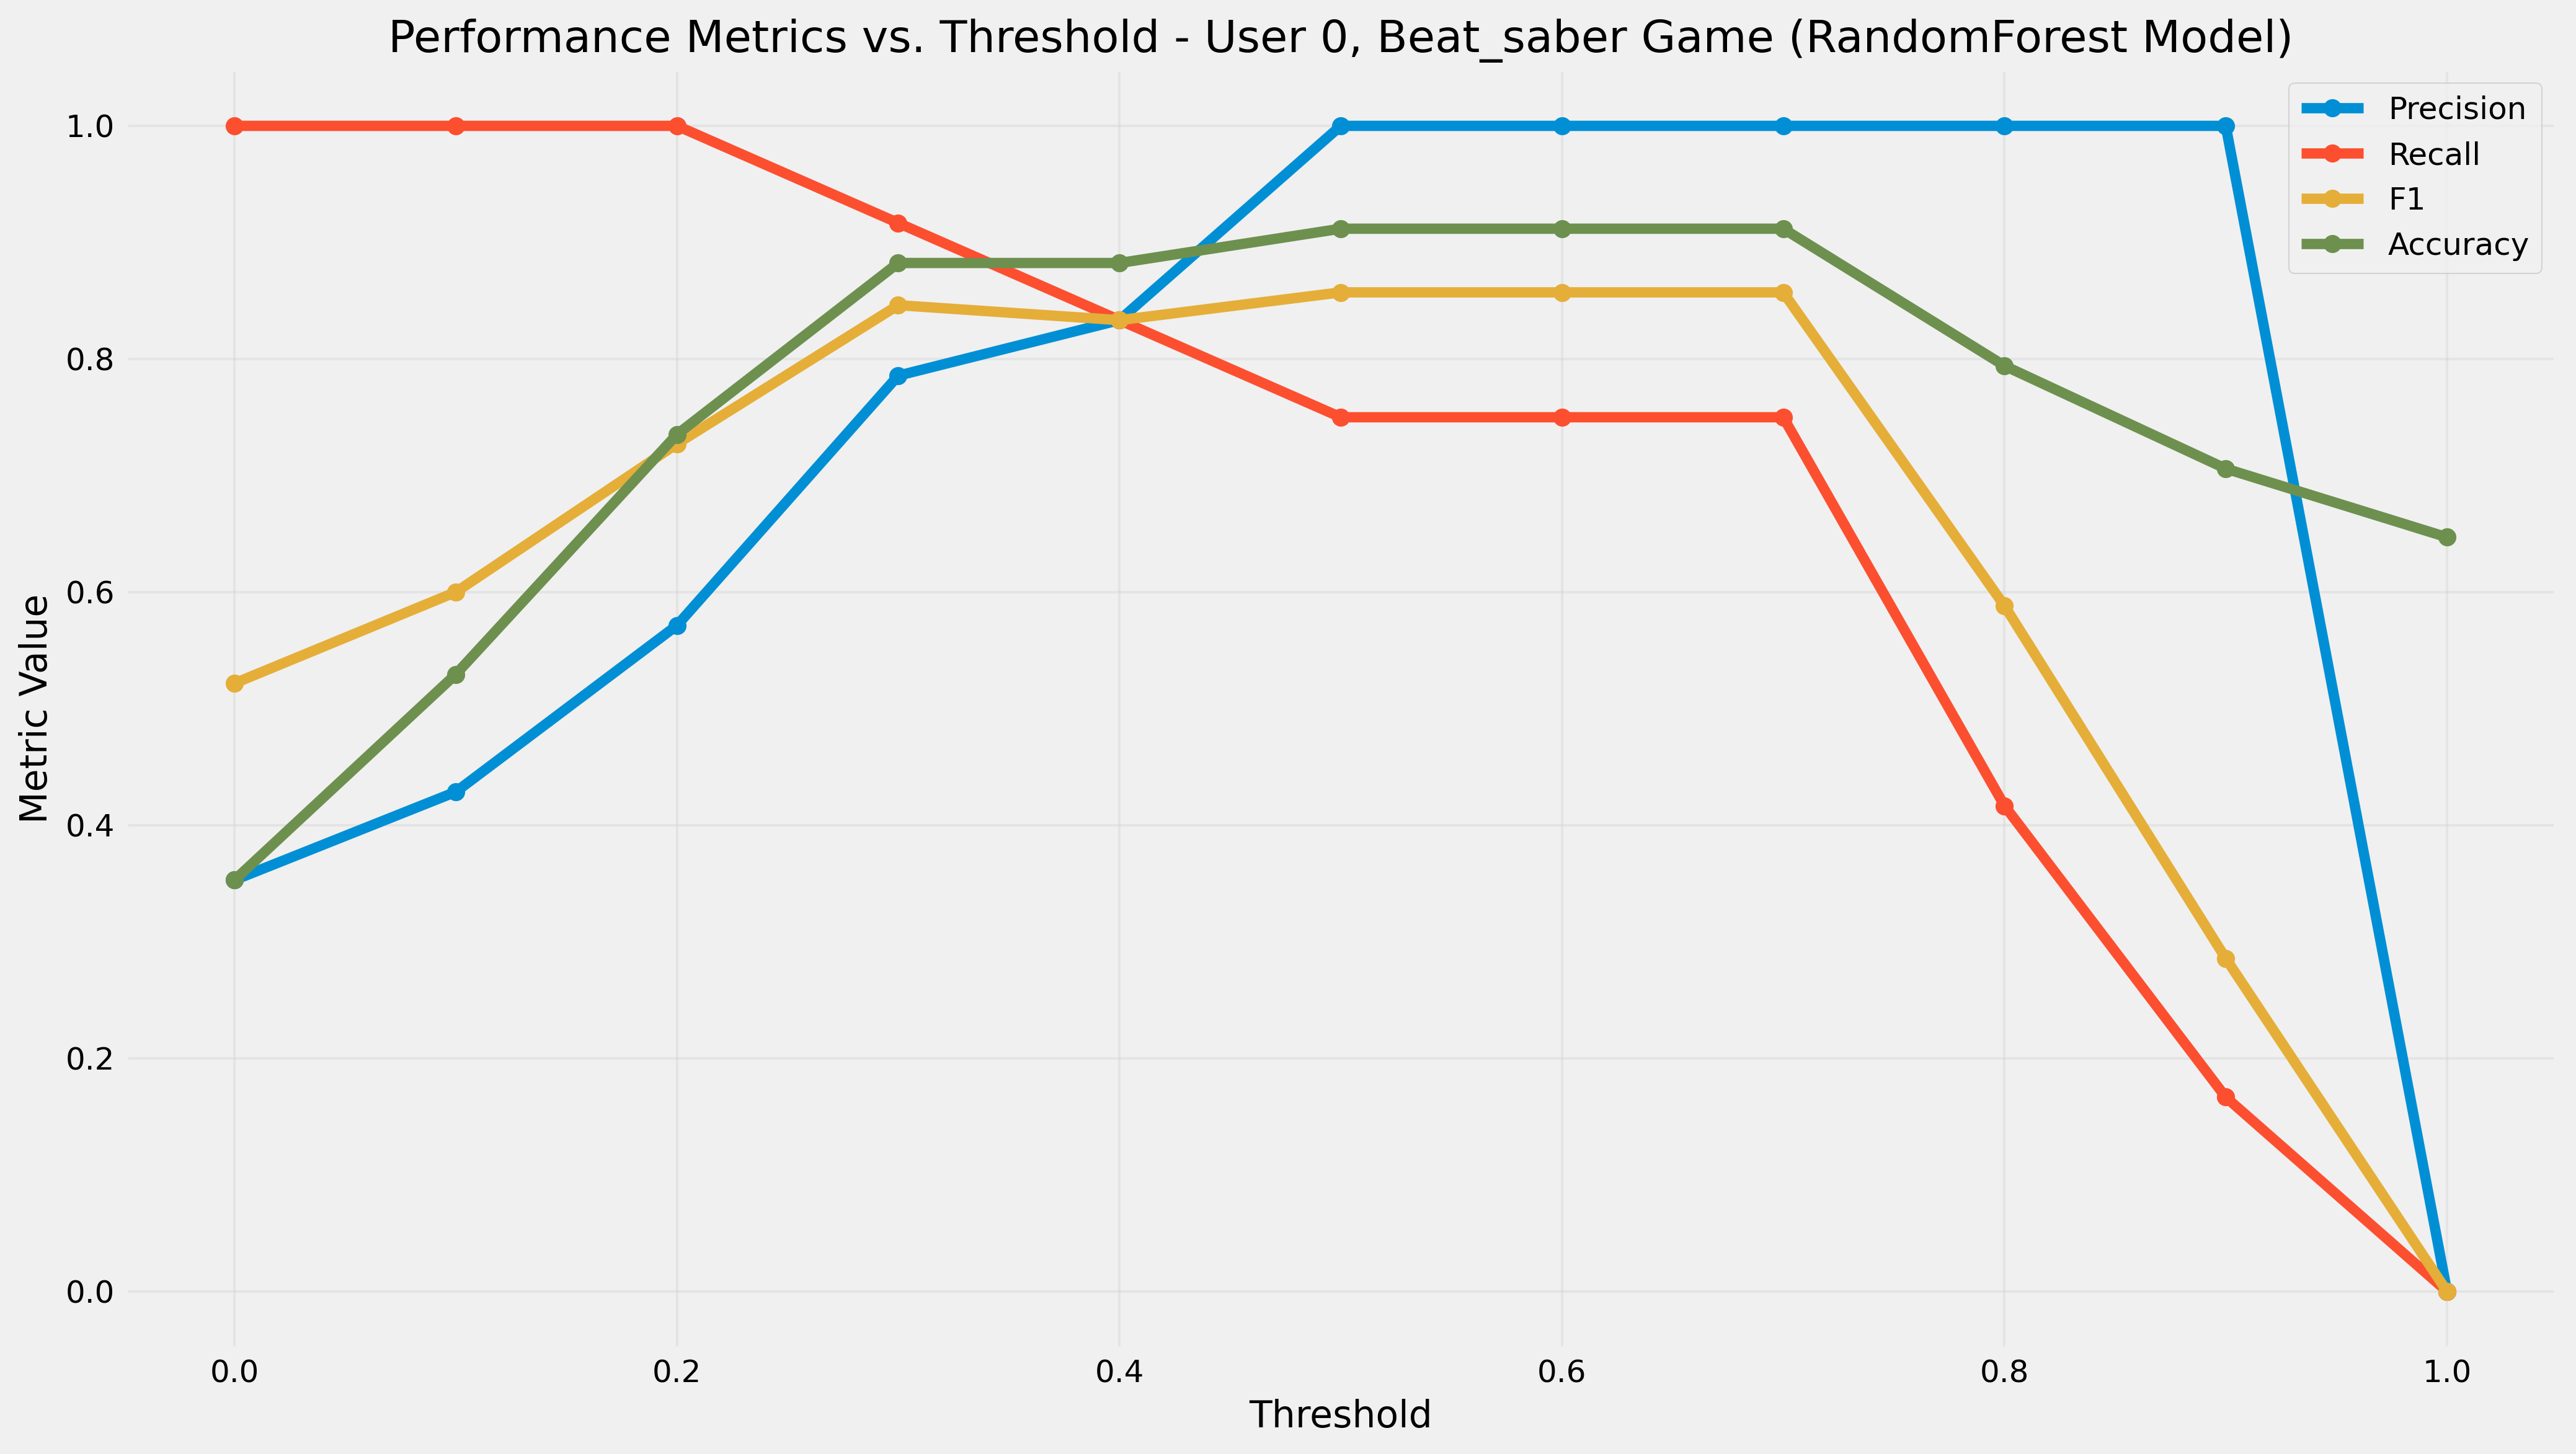 Performance Metrics vs. Threshold - User 0, Beat_saber Game (RandomForest Model)
Precision
Recall
F1
Accuracy
Metric Value
1.0
0.8
0.6
0.4
0.2
0.0
0.0 0.2 0.4 0.6 0.8 1.0
Threshold